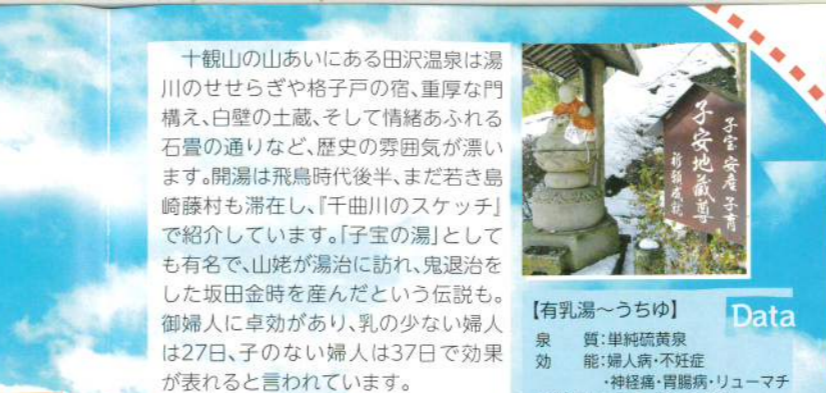 十観山の山あいにある田沢温泉は湯
川のせせらぎや格子戸の宿、重厚な門
構え、白壁の土蔵、そして情緒あふれる
石畳の通りなど、歴史の雰囲気が漂い
ます。開湯は飛鳥時代後半、まだ若き島
崎藤村も滞在し、『千曲川のスケッチ』
で紹介しています。「子宝の湯」として
も有名で、山姥が湯治に訪れ、鬼退治を
した坂田金時を産んだという伝説も。
御婦人に卓効があり、乳の少ない婦人
は27日、子のない婦人は37日で効果
が表れると言われています。
子宝 安産 子育
子安地蔵尊
祈願成就
【有乳湯～うちゆ】
Data
泉　質：単純硫黄泉
効　能：婦人病・不妊症
・神経痛・胃腸病・リューマチ